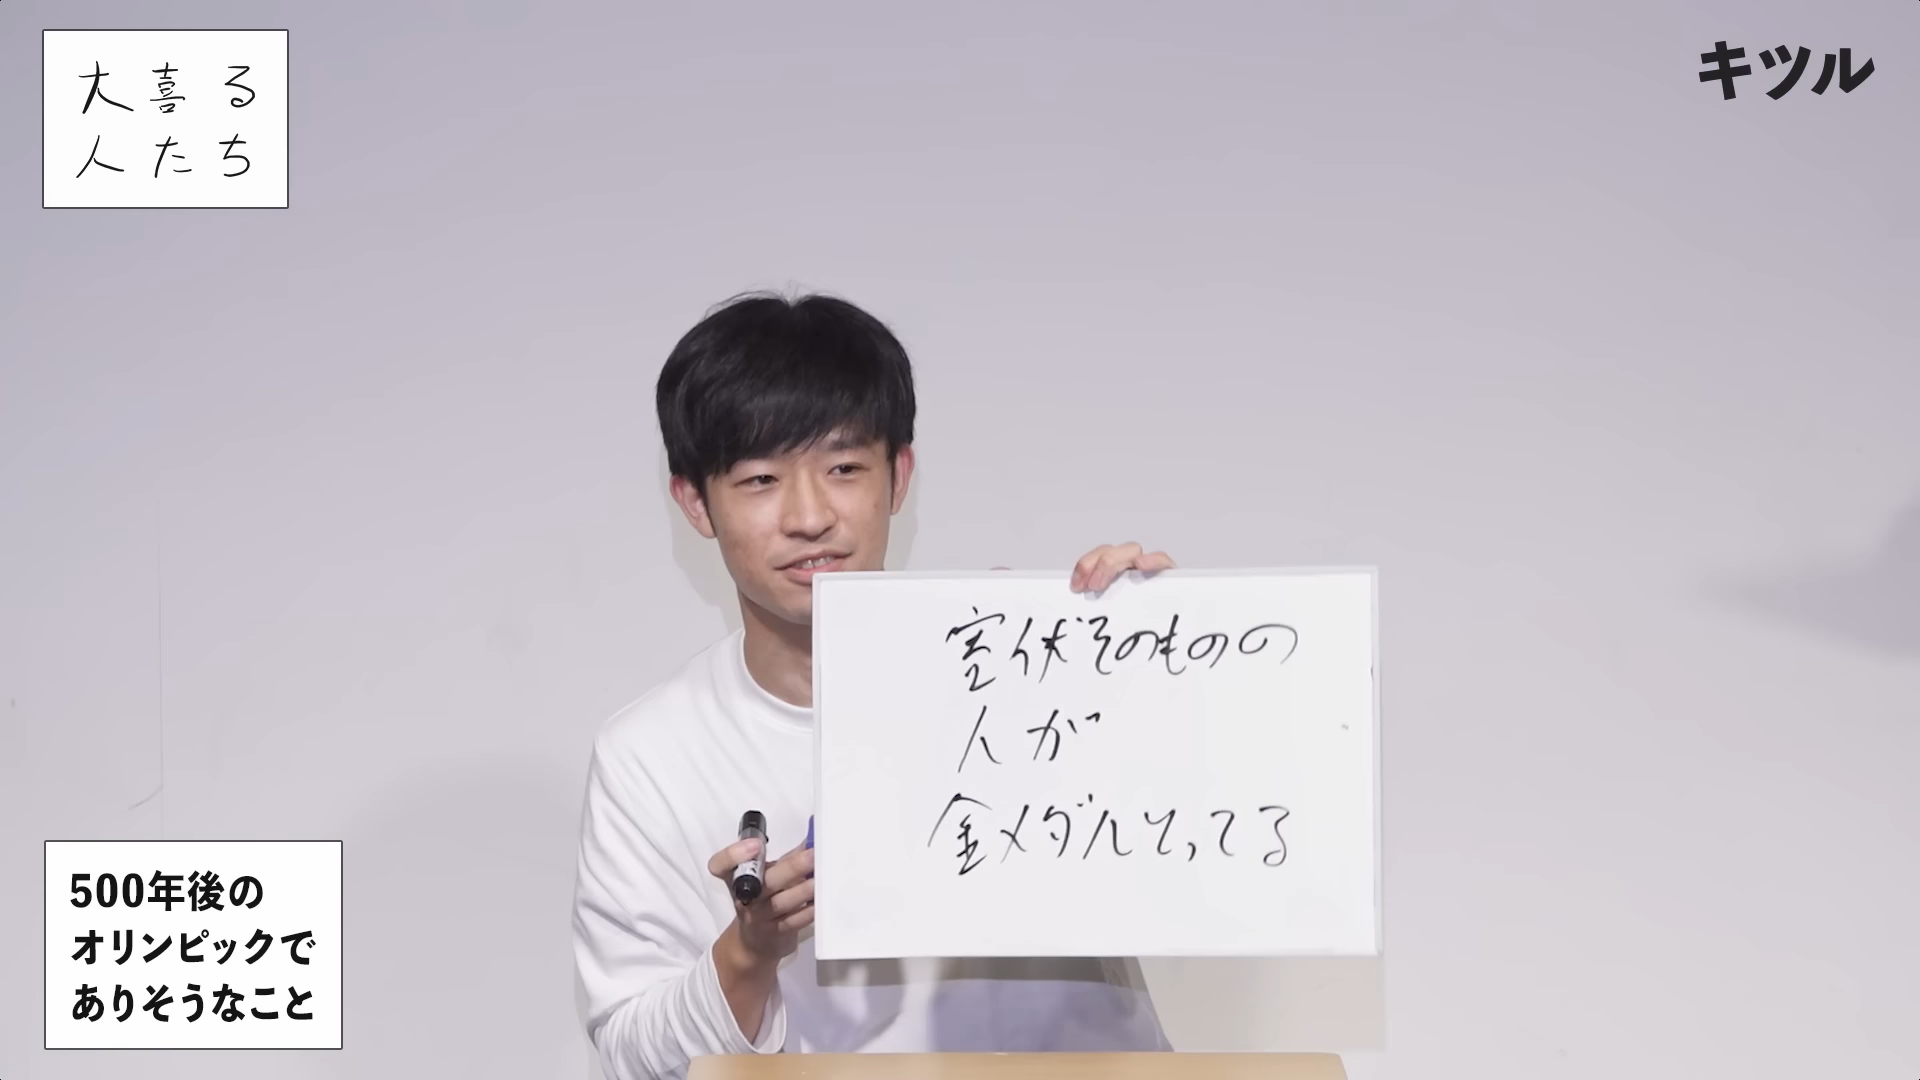 大喜る
人たち
キツル
室伏そのものの
人が
金メダルとってる
500年後の
オリンピックで
ありそうなこと